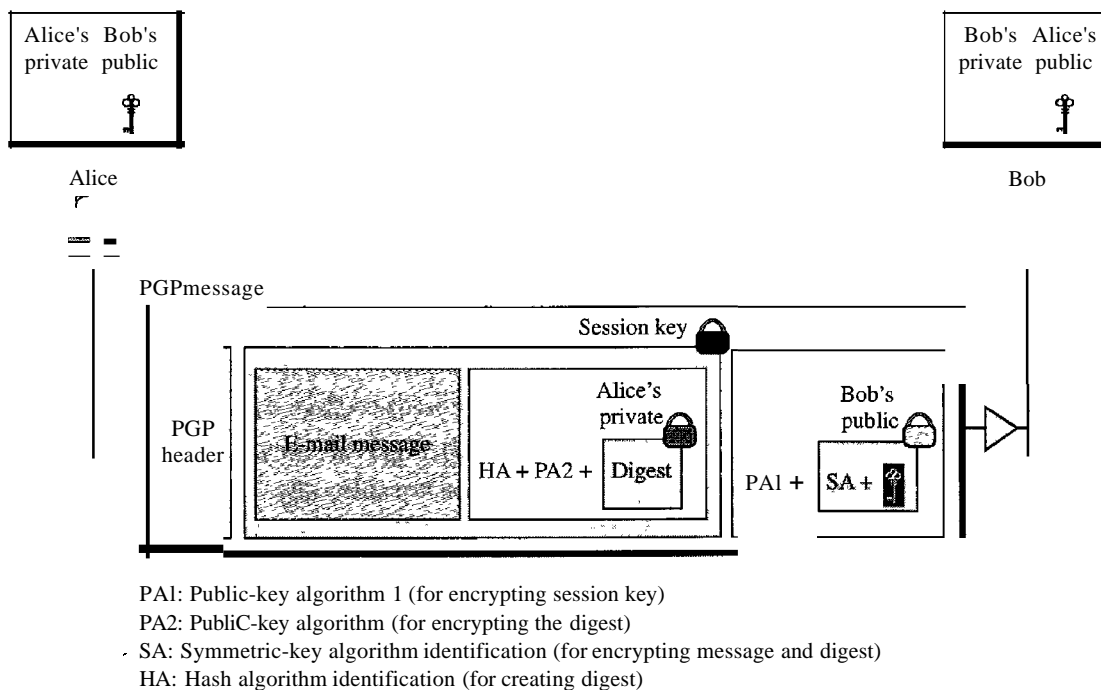 Alice's Bob's
private public
Bob's Alice's
private public
Alice
Bob
PGPmessage
Session key
Alice's
private
Bob's
public
PGP
header
E-mail message
HA + PA2 + Digest
PAl + SA +
PAl: Public-key algorithm 1 (for encrypting session key)
PA2: PubliC-key algorithm (for encrypting the digest)
SA: Symmetric-key algorithm identification (for encrypting message and digest)
HA: Hash algorithm identification (for creating digest)